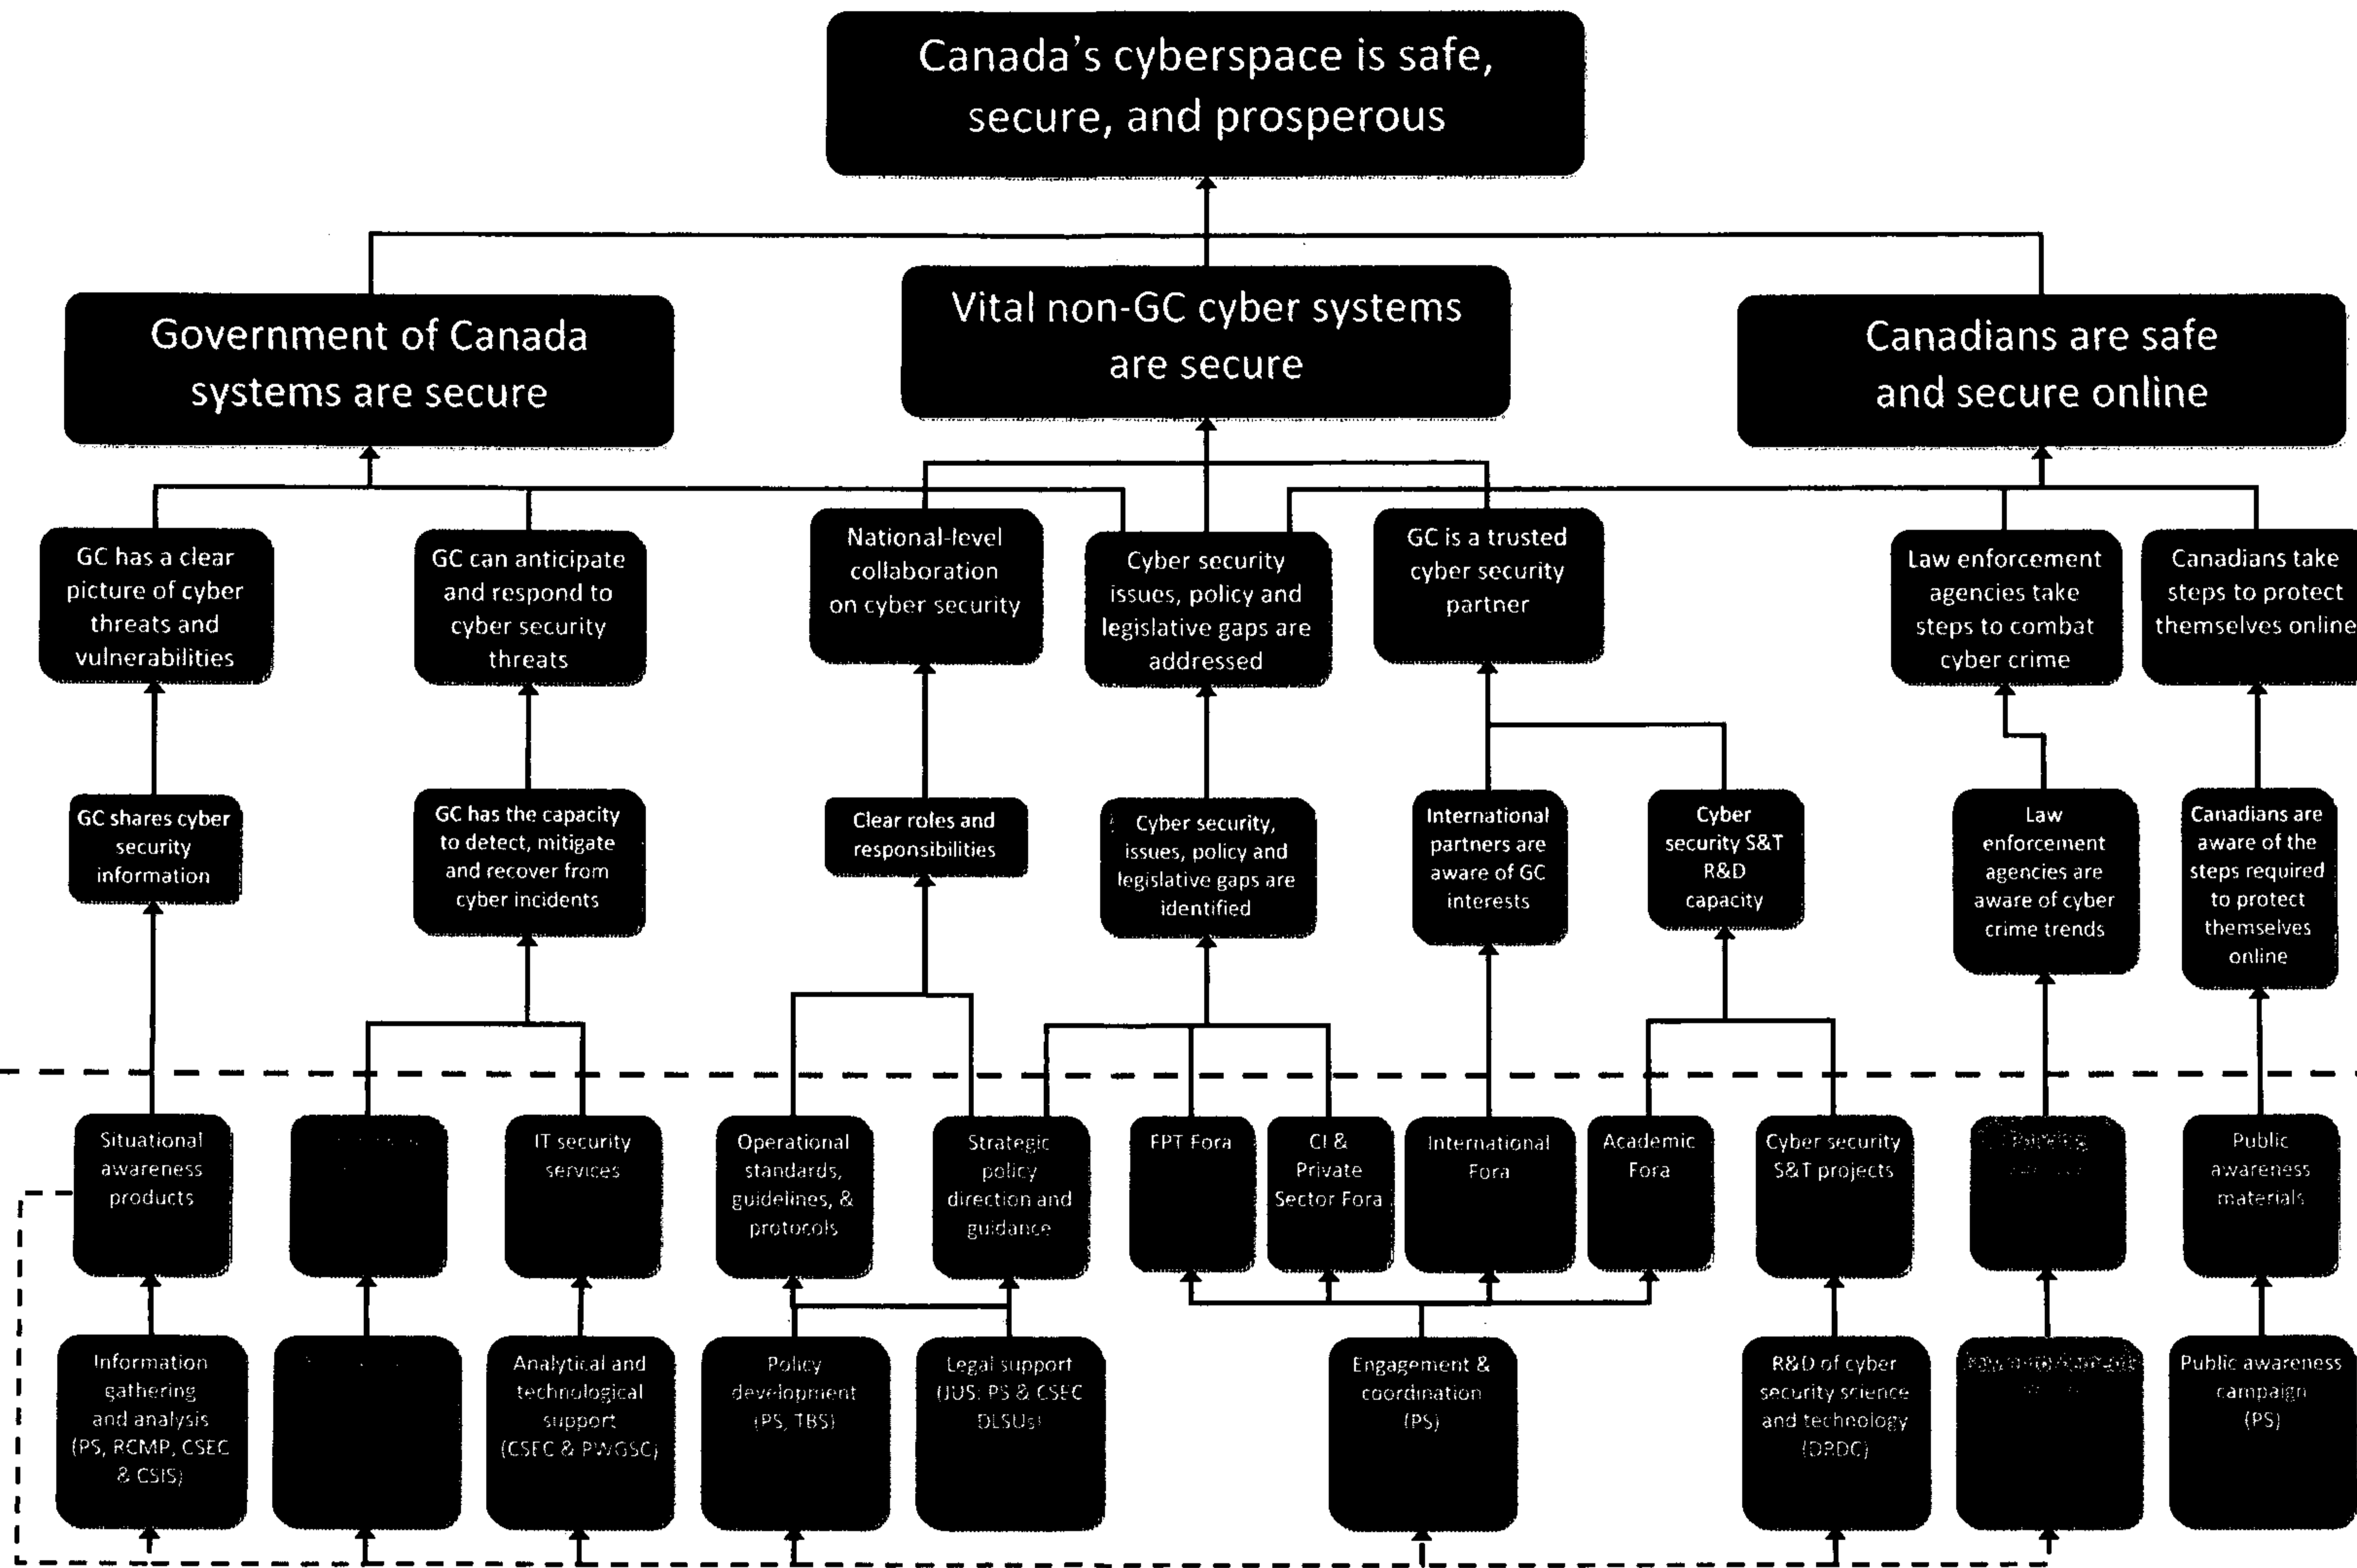 Canada's cyberspace is safe,
secure, and prosperous
Government of Canada
systems are secure
Vital non-GC cyber systems
are secure
Canadians are safe
and secure online
GC has a clear
picture of cyber
threats and
vulnerabilities
GC can anticipate
and respond to
cyber security
threats
National-level
collaboration
on cyber security
Cyber security
issues, policy and
legislative gaps are
addressed
GC is a trusted
cyber security
partner
Law enforcement
agencies take
steps to combat
cyber crime
Canadians take
steps to protect
themselves online
GC shares cyber
security
information
GC has the capacity
to detect, mitigate
and recover from
cyber incidents
Clear roles and
responsibilities
Cyber security,
issues, policy and
legislative gaps are
identified
International
partners are
aware of GC
interests
Cyber
security S&T
R&D
capacity
Law
enforcement
agencies are
aware of cyber
crime trends
Canadians are
aware of the
steps required
to protect
themselves
online
Situational
awareness
products
IT security
services
Operational
standards,
guidelines, &
protocols
Strategic
policy
direction and
guidance
FPT Fora
CI &
Private
Sector Fora
International
Fora
Academic
Fora
Cyber security
S&T projects
Policing
Public
awareness
materials
Information
gathering
and analysis
(PS, RCMP, CSEC
& CSIS)
Analytical and
technological
support
(CSEC & PWGSC)
Policy
development
(PS, TBS)
Legal support
(JUS: PS & CSEC
DLSUs)
Engagement &
coordination
(PS)
R&D of cyber
security science
and technology
(DRDC)
Law enforcement
Public awareness
campaign
(PS)